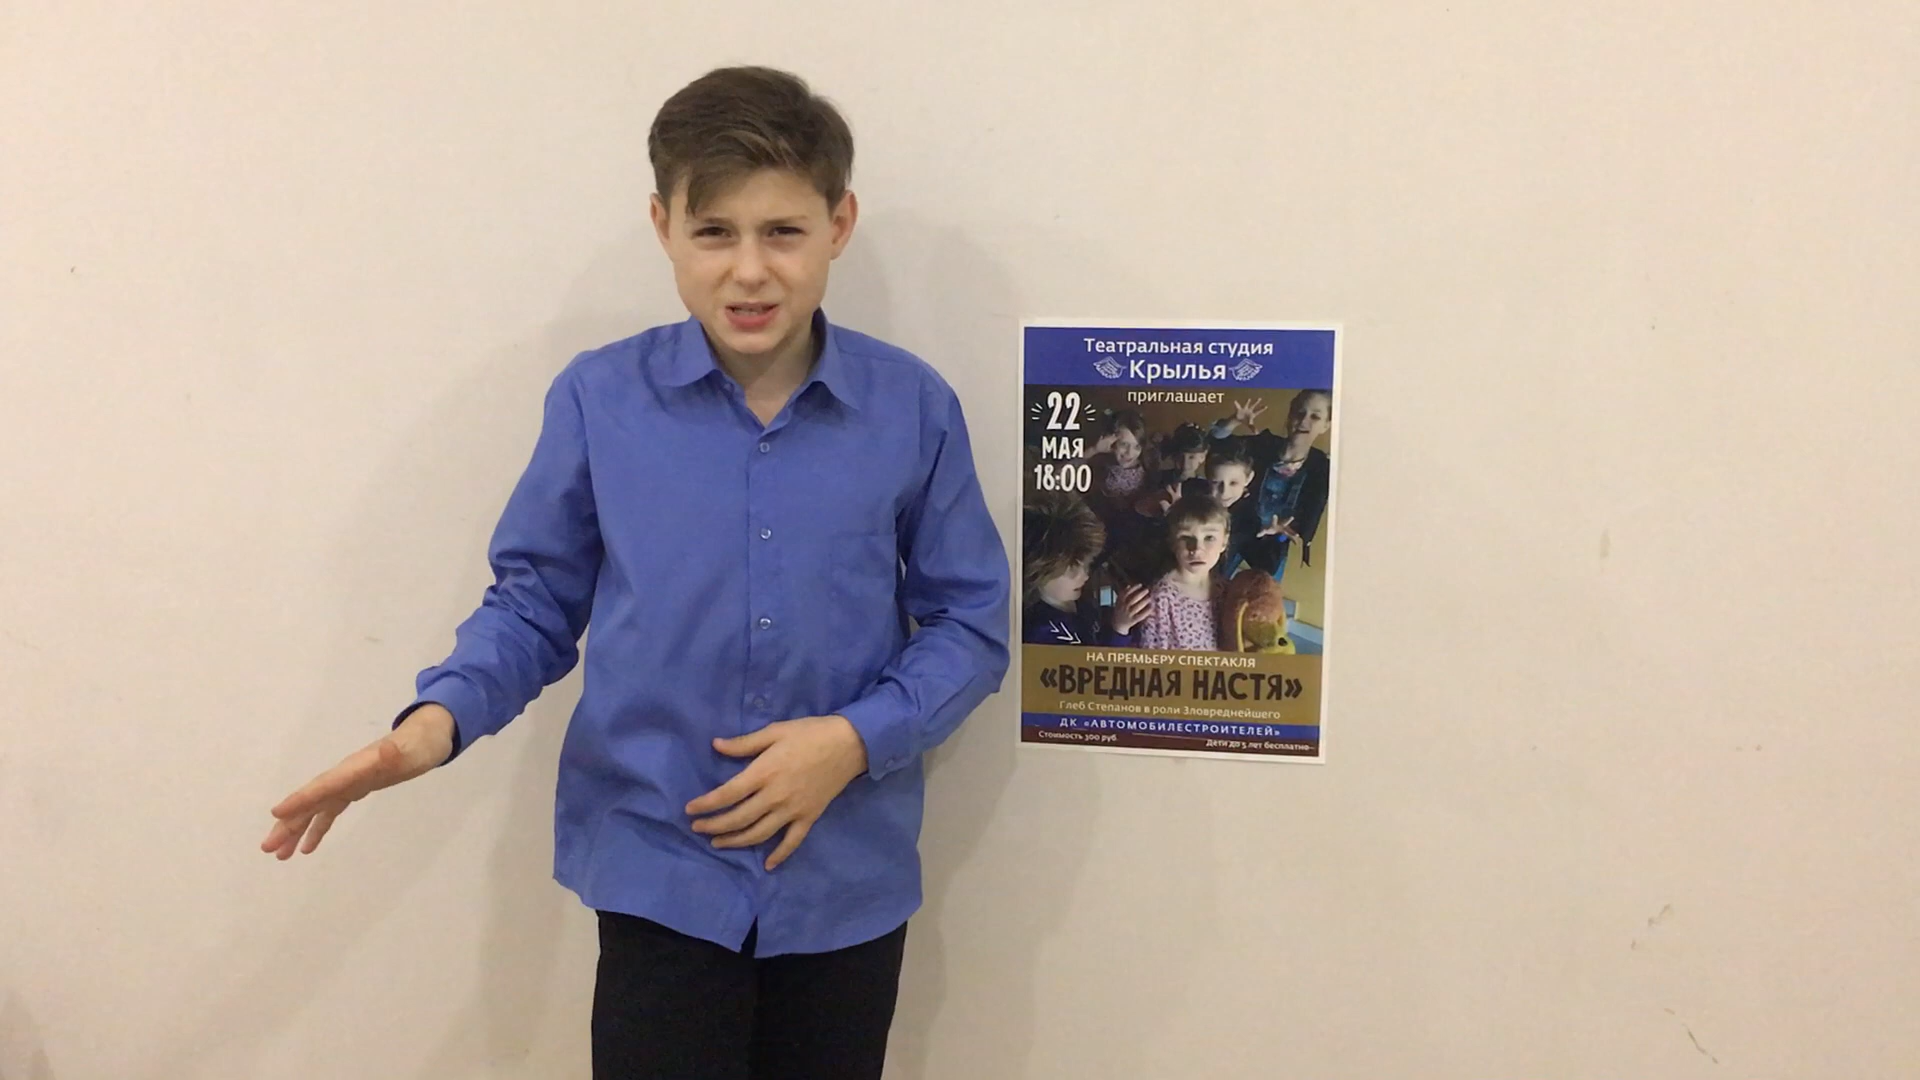 Театральная студия
Крылья
приглашает
22
МАЯ
18:00
НА ПРЕМЬЕРУ СПЕКТАКЛЯ
«ВРЕДНАЯ НАСТЯ»
Глеб Степанов в роли Зловреднейшего
ДК «АВТОМОБИЛЕСТРОИТЕЛЕЙ»
Стоимость 300 руб. Дети до 5 лет бесплатно